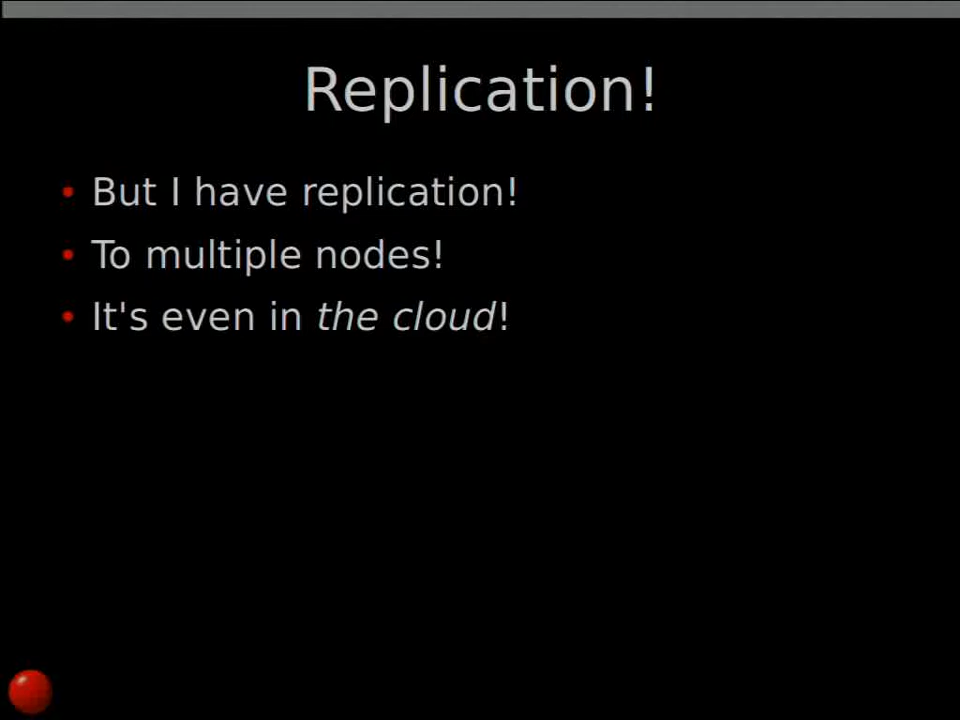 Replication!
But I have replication!
To multiple nodes!
It's even in the cloud!